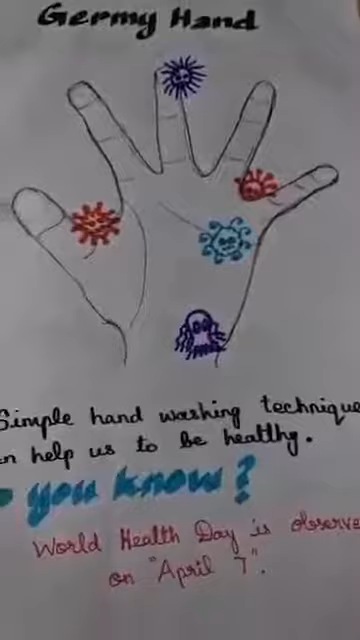 Germy Hand
Simple hand washing technique
help us to be healthy.
you know?
World Health Day is observe
on "April 7".